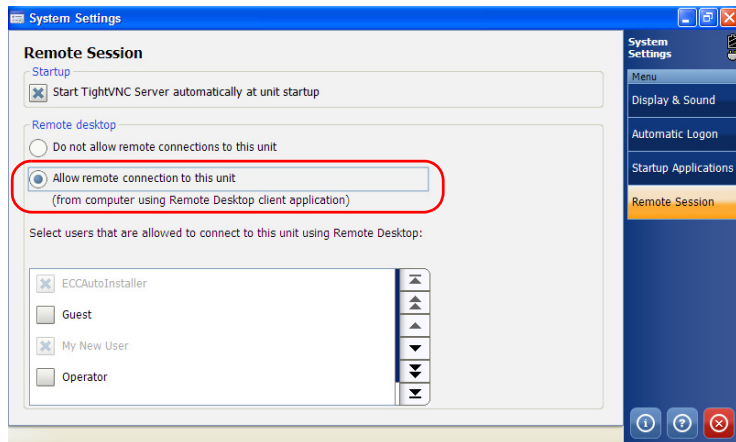 System Settings
Remote Session
Startup
Start TightVNC Server automatically at unit startup
Remote desktop
Do not allow remote connections to this unit
Allow remote connection to this unit
(from computer using Remote Desktop client application)
Select users that are allowed to connect to this unit using Remote Desktop:
ECCAutoInstaller
Guest
My New User
Operator
System
Settings
Menu
Display & Sound
Automatic Logon
Startup Applications
Remote Session